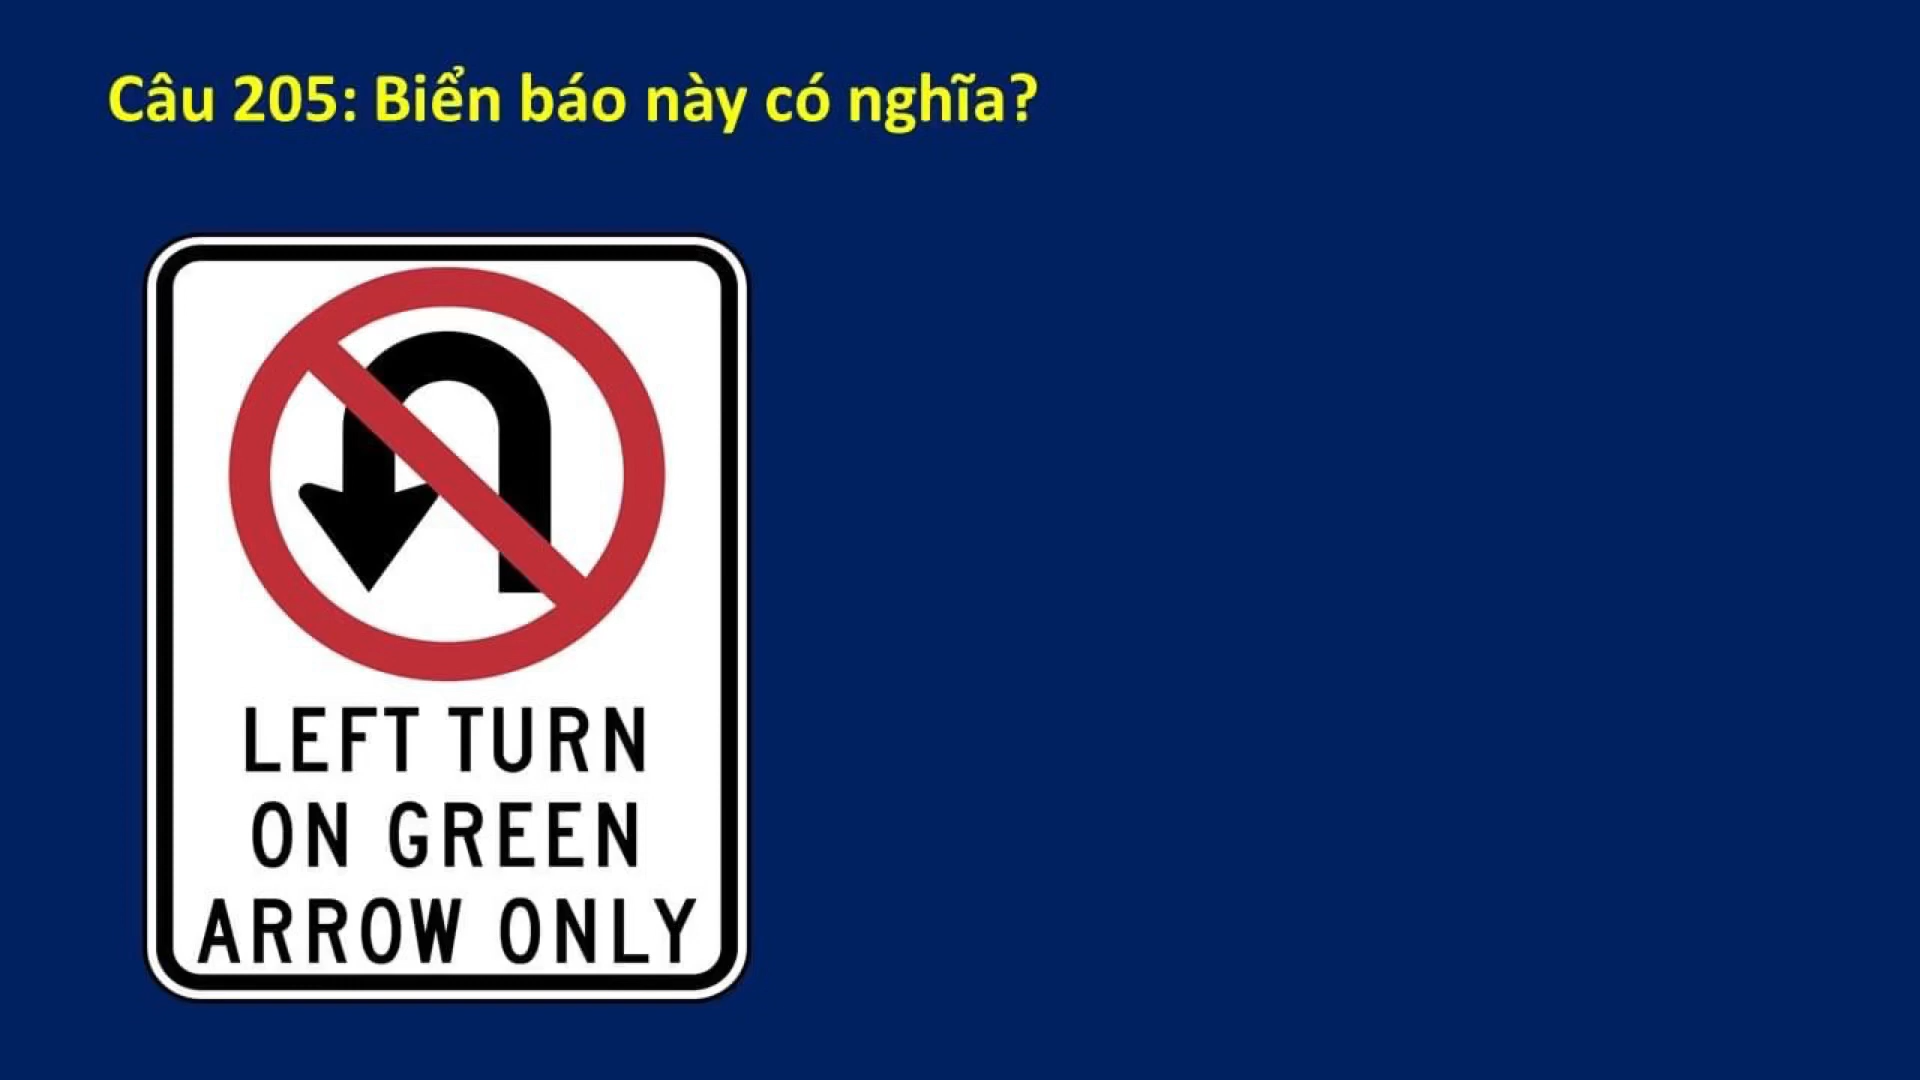 Câu 205: Biển báo này có nghĩa?
LEFT TURN
ON GREEN
ARROW ONLY